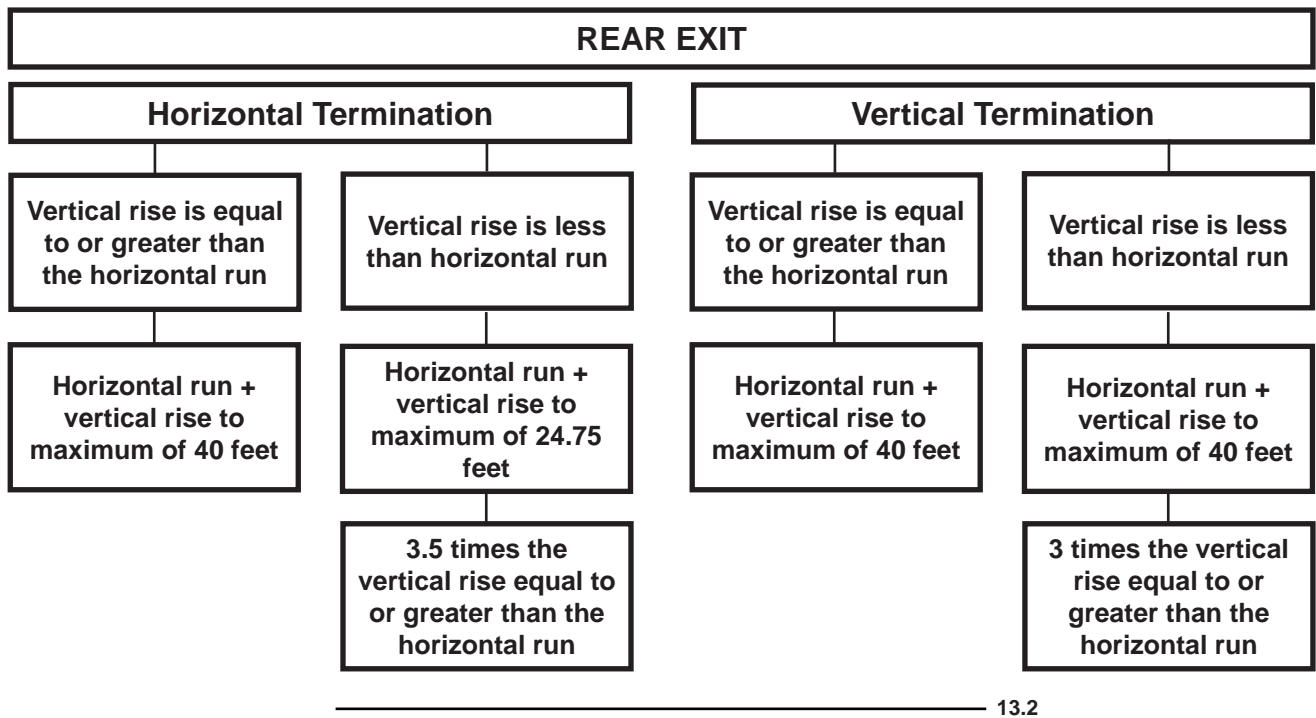 REAR EXIT
Horizontal Termination
Vertical rise is equal
to or greater than
the horizontal run
Horizontal run +
vertical rise to
maximum of 40 feet
Vertical rise is less
than horizontal run
Horizontal run +
vertical rise to
maximum of 24.75
feet
3.5 times the
vertical rise equal to
or greater than the
horizontal run
Vertical Termination
Vertical rise is equal
to or greater than
the horizontal run
Horizontal run +
vertical rise to
maximum of 40 feet
Vertical rise is less
than horizontal run
Horizontal run +
vertical rise to
maximum of 40 feet
3 times the vertical
rise equal to or
greater than the
horizontal run
13.2